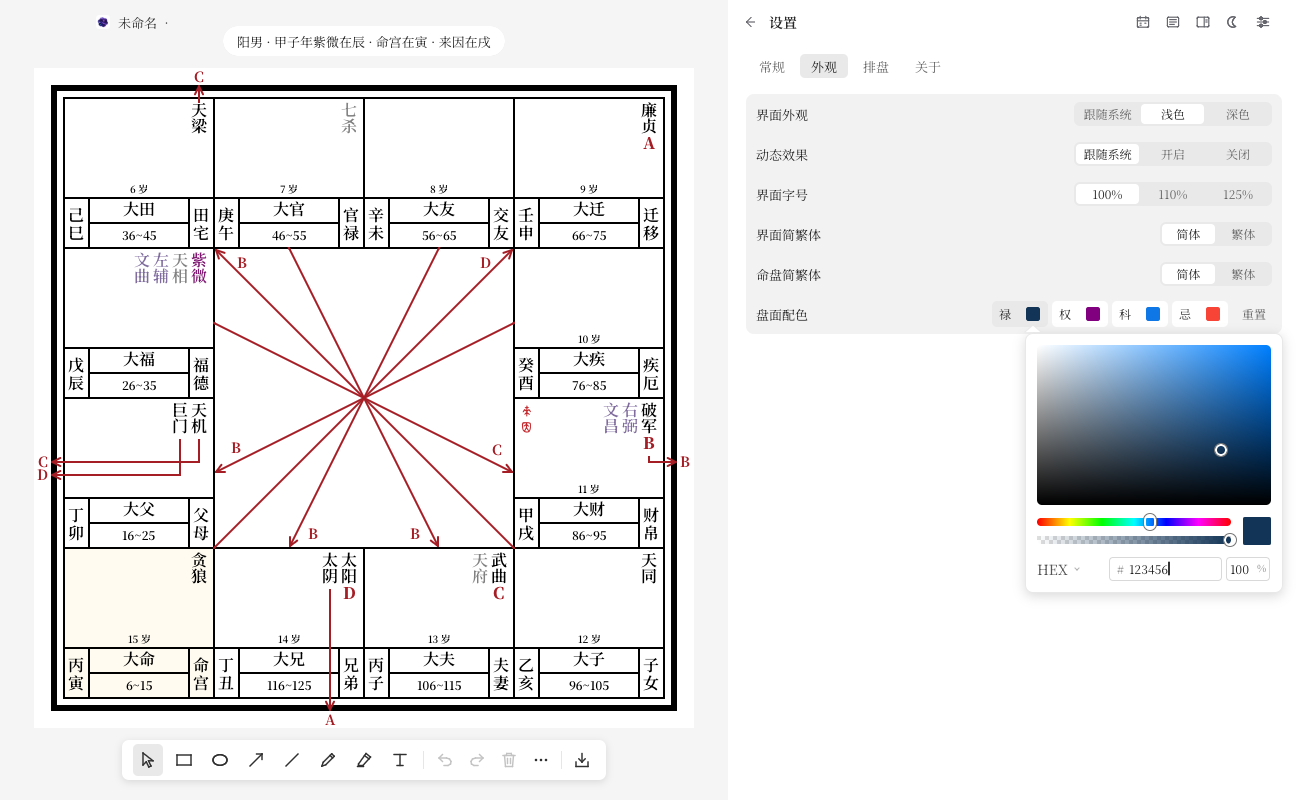 未命名 ·
阳男 · 甲子年紫微在辰 · 命宫在寅 · 来因在戌
C
天梁
6 岁
己巳
大田
36~45
田宅
七杀
7 岁
庚午
大官
46~55
官禄
8 岁
辛未
大友
56~65
交友
廉贞
A
9 岁
壬申
大迁
66~75
迁移
文曲
左辅
天相
紫微
戊辰
大福
26~35
福德
B
D
10 岁
癸酉
大疾
76~85
疾厄
巨门
天机
C
D
丁卯
大父
16~25
父母
B
C
B
B
文昌
右弼
破军
B
B
11 岁
甲戌
大财
86~95
财帛
贪狼
15 岁
丙寅
大命
6~15
命宫
太阴
太阳
D
14 岁
丁丑
大兄
116~125
兄弟
A
天府
武曲
C
13 岁
丙子
大夫
106~115
夫妻
天同
12 岁
乙亥
大子
96~105
子女
设置
常规 外观 排盘 关于
界面外观 跟随系统 浅色 深色
动态效果 跟随系统 开启 关闭
界面字号 100% 110% 125%
界面简繁体 简体 繁体
命盘简繁体 简体 繁体
盘面配色 禄 权 科 忌 重置
HEX # 123456 100 %